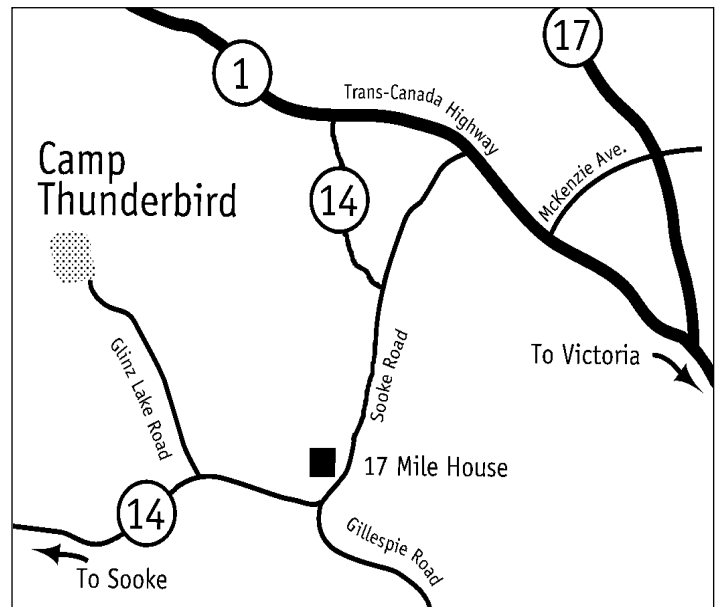 17
1
Trans-Canada Highway
McKenzie Ave.
Camp
Thunderbird
14
To Victoria
Glinz Lake Road
Sooke Road
17 Mile House
14
Gillespie Road
To Sooke